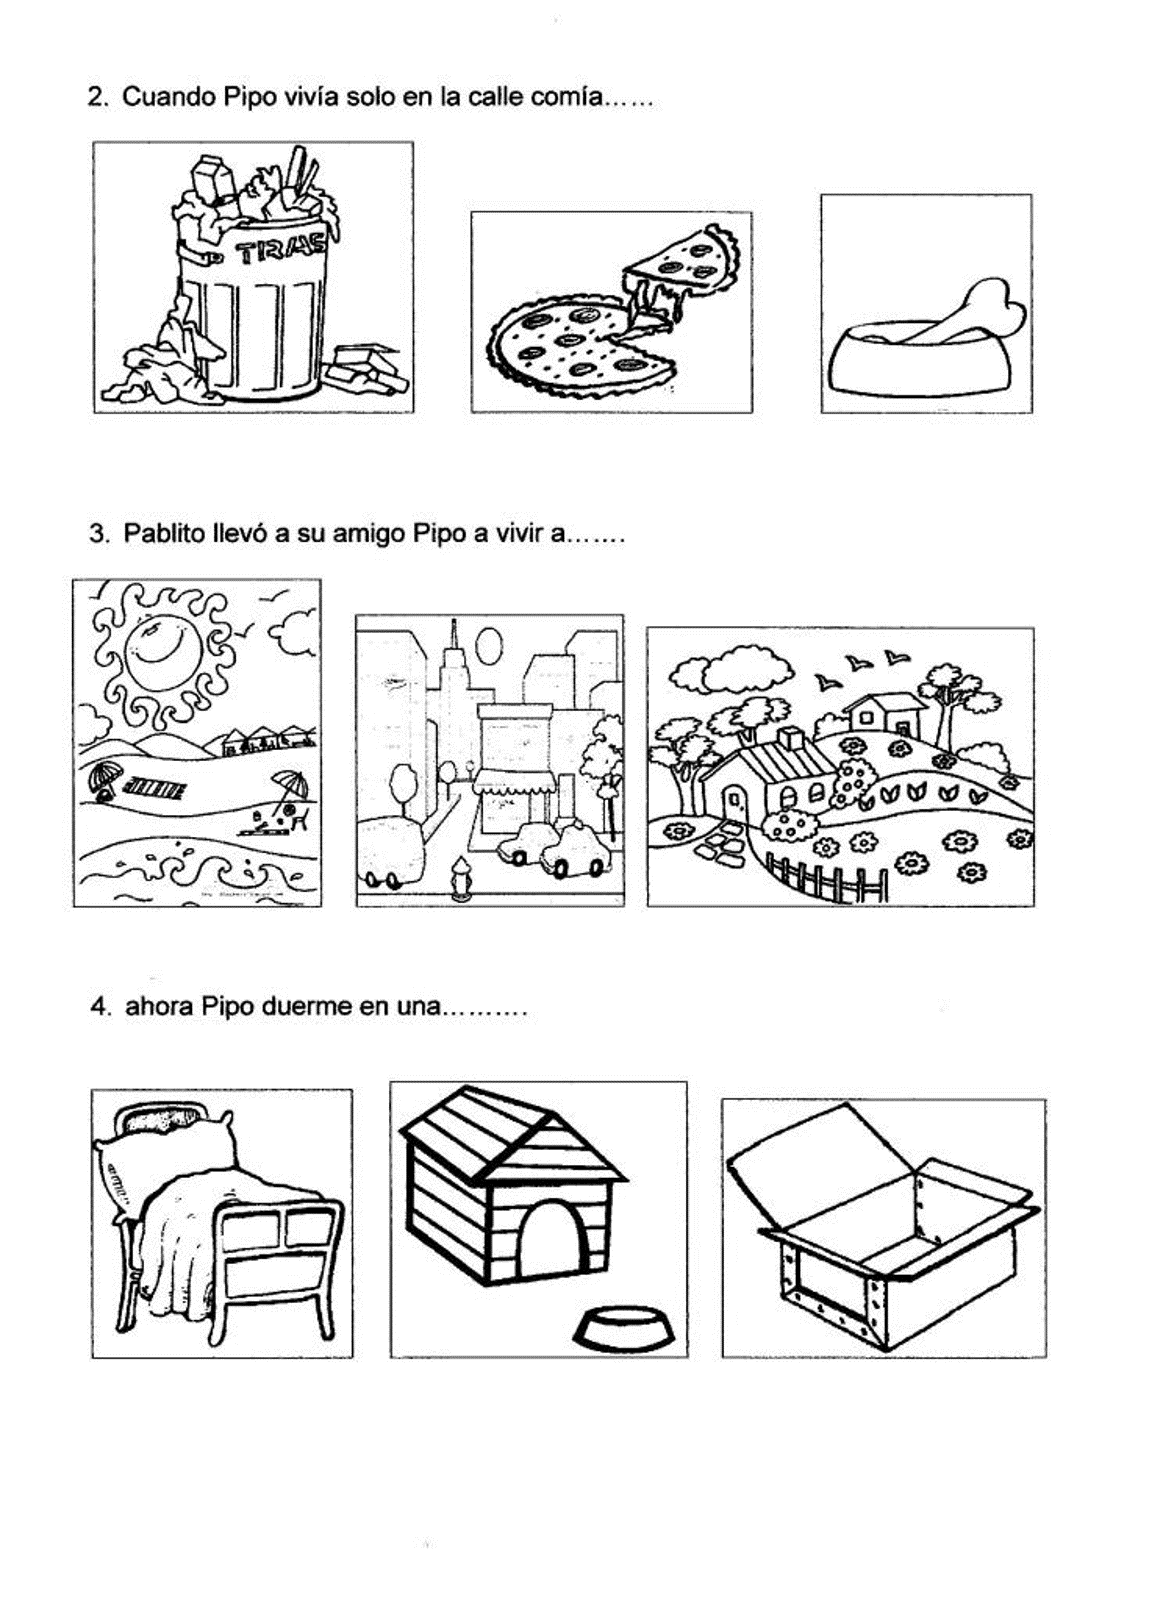 2. Cuando Pipo vivía solo en la calle comía......
TIRAS
3. Pablito llevó a su amigo Pipo a vivir a.......
4. ahora Pipo duerme en una..........